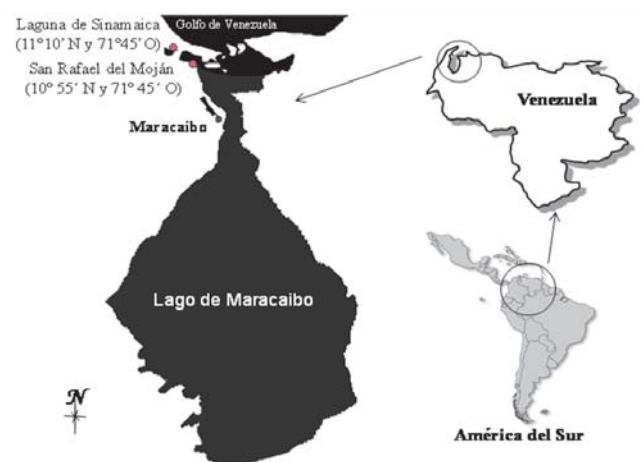 Laguna de Sinamaica
Golfo de Venezuela
(11°10' N y 71°45' O)
San Rafael del Moján
(10° 55' N y 71° 45' O)
Maracaibo
Venezuela
Lago de Maracaibo
N
América del Sur